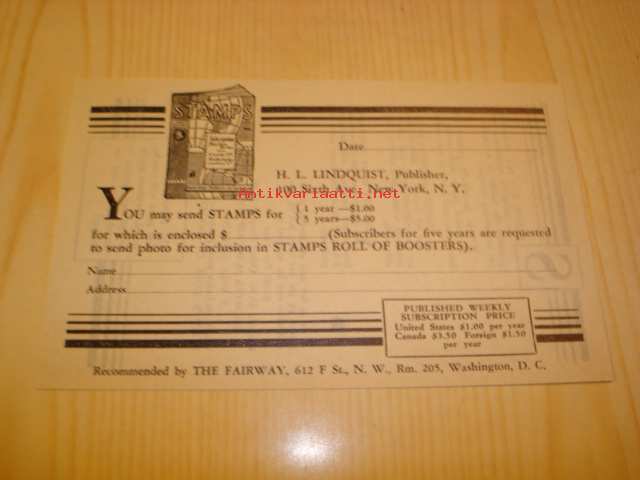 STAMPS
Date
H. L. LINDQUIST, Publisher,
100 Sixth Ave., New York, N. Y.
Antikvariaatti.net
YOU may send STAMPS for { 1 year —$1.00
{ 5 years—$5.00
for which is enclosed $ (Subscribers for five years are requested
to send photo for inclusion in STAMPS ROLL OF BOOSTERS).
Name
Address
PUBLISHED WEEKLY
SUBSCRIPTION PRICE
United States $1.00 per year
Canada $3.50 Foreign $1.50
per year
Recommended by THE FAIRWAY, 612 F St., N. W., Rm. 205, Washington, D. C.